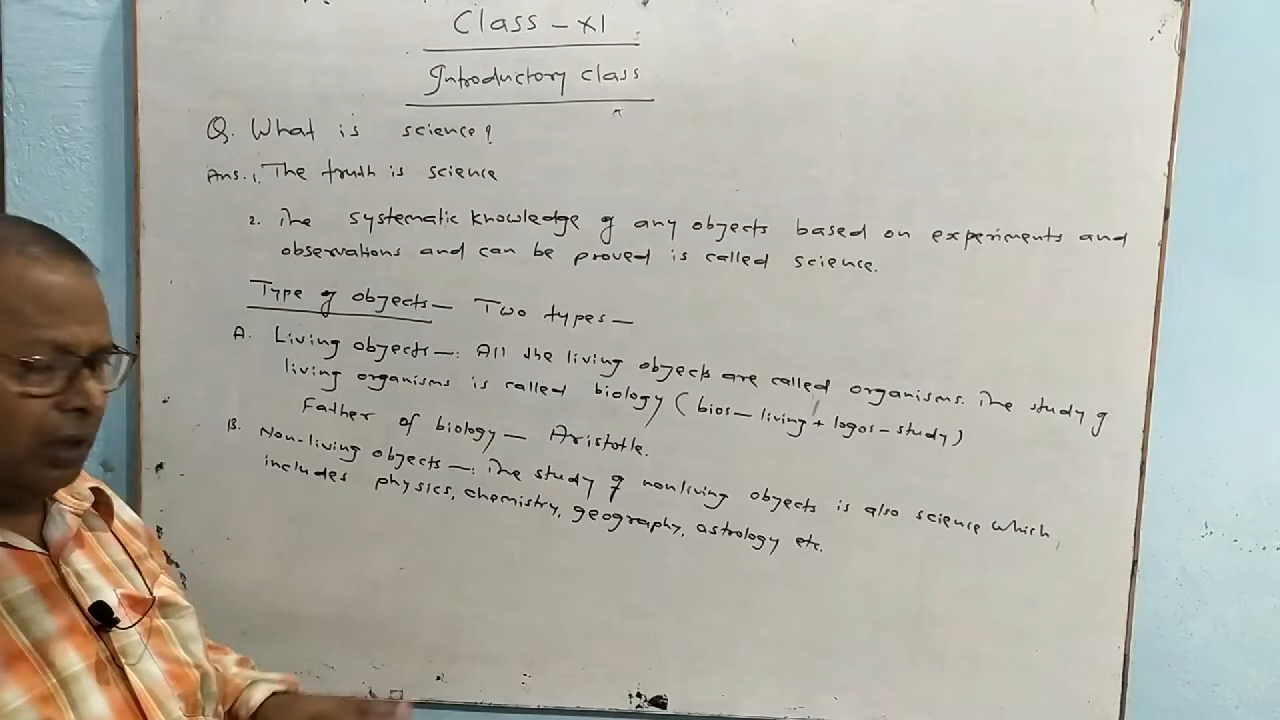 Class - XI
Introductory class
Q. What is science?
Ans. 1. The truth is science
2. The systematic knowledge of any objects based on experiments and
observations and can be proved is called science.
Type of objects - Two types -
A. Living objects -: All the living objects are called organisms. The study of
living organisms is called biology (bios - living + logos - study)
Father of biology - Aristotle.
B. Non-living objects -: The study of nonliving objects is also science which
includes physics, chemistry, geography, astrology etc.